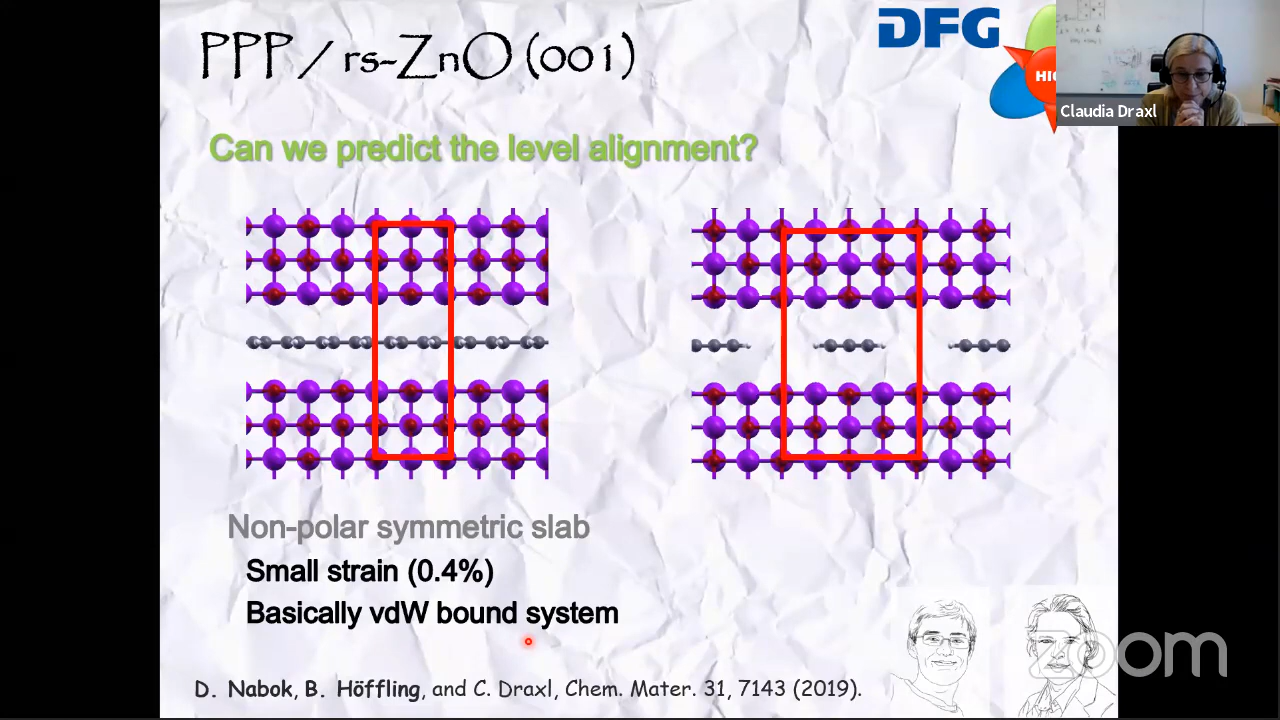 PPP / rs-ZnO (001)
DFG
HIO
Claudia Draxl
Can we predict the level alignment?
Non-polar symmetric slab
Small strain (0.4%)
Basically vdW bound system
zoom
D. Nabok, B. Höffling, and C. Draxl, Chem. Mater. 31, 7143 (2019).